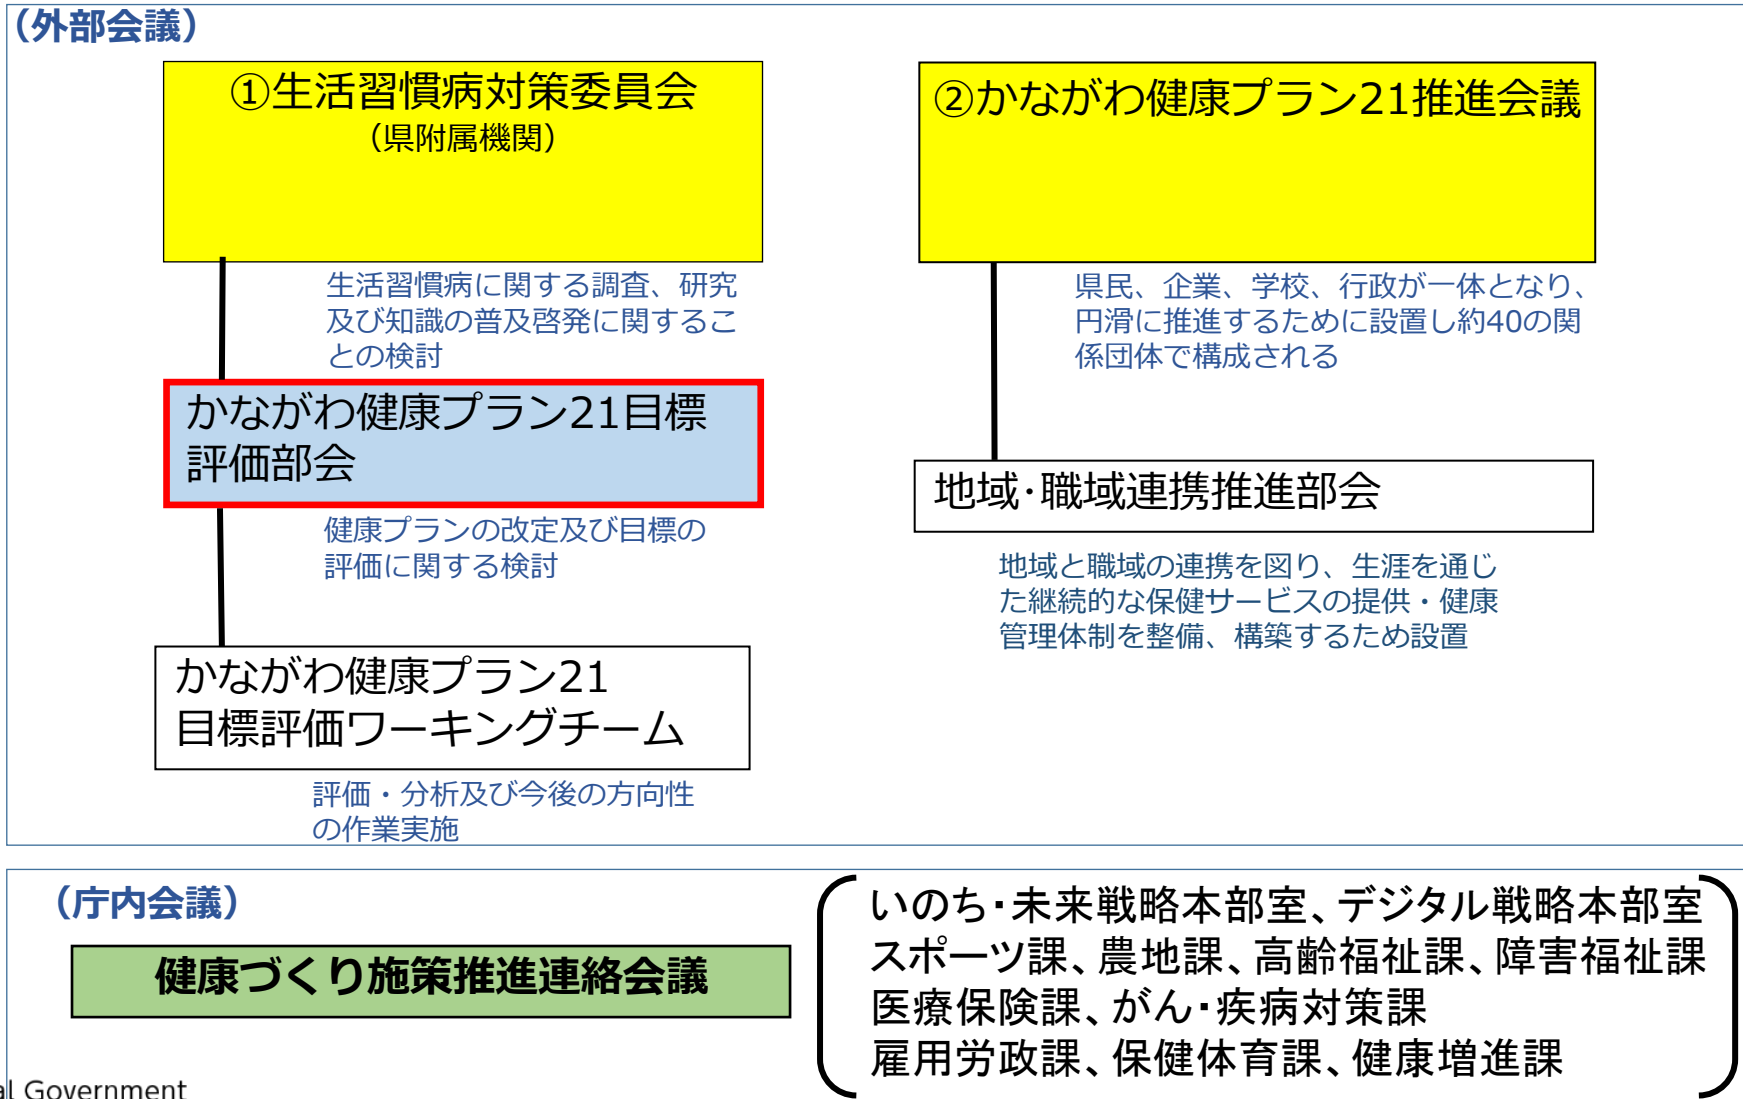 （外部会議）
①生活習慣病対策委員会
（県附属機関）
生活習慣病に関する調査、研究
及び知識の普及啓発に関するこ
との検討
かながわ健康プラン21目標
評価部会
健康プランの改定及び目標の
評価に関する検討
かながわ健康プラン21
目標評価ワーキングチーム
評価・分析及び今後の方向性
の作業実施
②かながわ健康プラン21推進会議
県民、企業、学校、行政が一体となり、
円滑に推進するために設置し約40の関
係団体で構成される
地域･職域連携推進部会
地域と職域の連携を図り、生涯を通じ
た継続的な保健サービスの提供・健康
管理体制を整備、構築するため設置
（庁内会議）
健康づくり施策推進連絡会議
いのち・未来戦略本部室、デジタル戦略本部室
スポーツ課、農地課、高齢福祉課、障害福祉課
医療保険課、がん・疾病対策課
雇用労政課、保健体育課、健康増進課
al Government